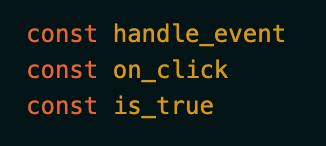 const handle_event
const on_click
const is_true